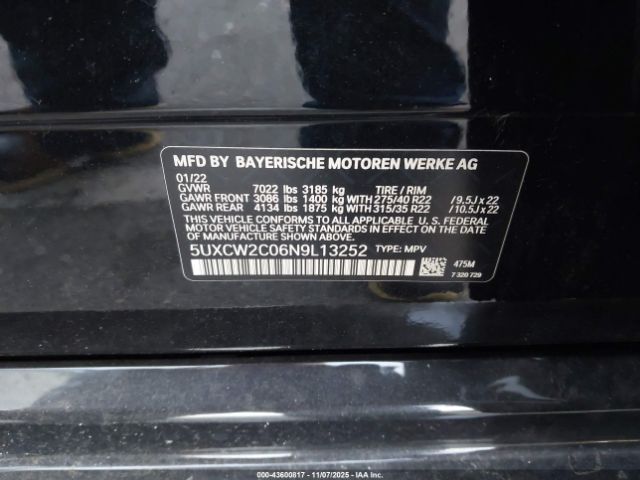 MFD BY BAYERISCHE MOTOREN WERKE AG
01/22
GVWR 7022 lbs 3185 kg TIRE / RIM
GAWR FRONT 3086 lbs 1400 kg WITH 275/40 R22 / 9.5J x 22
GAWR REAR 4134 lbs 1875 kg WITH 315/35 R22 / 10.5J x 22
THIS VEHICLE CONFORMS TO ALL APPLICABLE U. S. FEDERAL
MOTOR VEHICLE SAFETY STANDARDS IN EFFECT ON THE DATE
OF MANUFACTURE SHOWN ABOVE.
5UXCW2C06N9L13252 TYPE: MPV
475M
7 320 729
000-43600817 - 11/07/2025 - © IAA Inc.